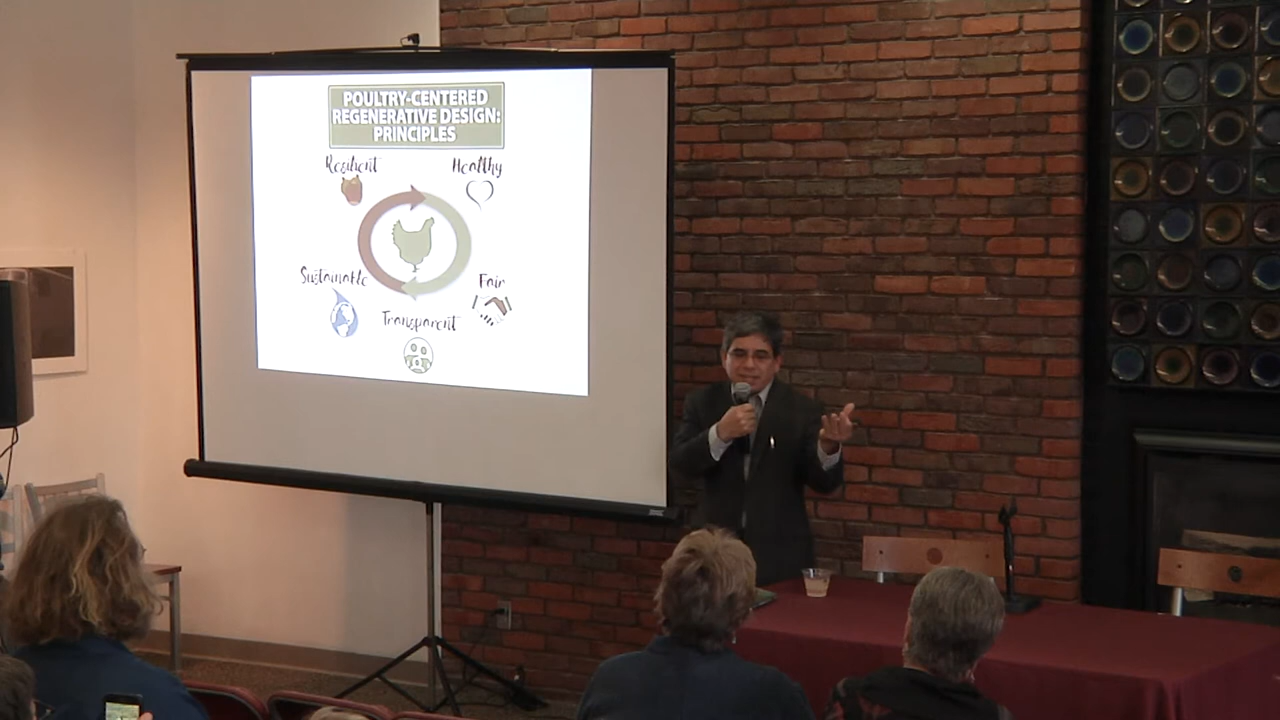 POULTRY-CENTERED
REGENERATIVE DESIGN:
PRINCIPLES
Resilient
Healthy
Sustainable
Fair
Transparent